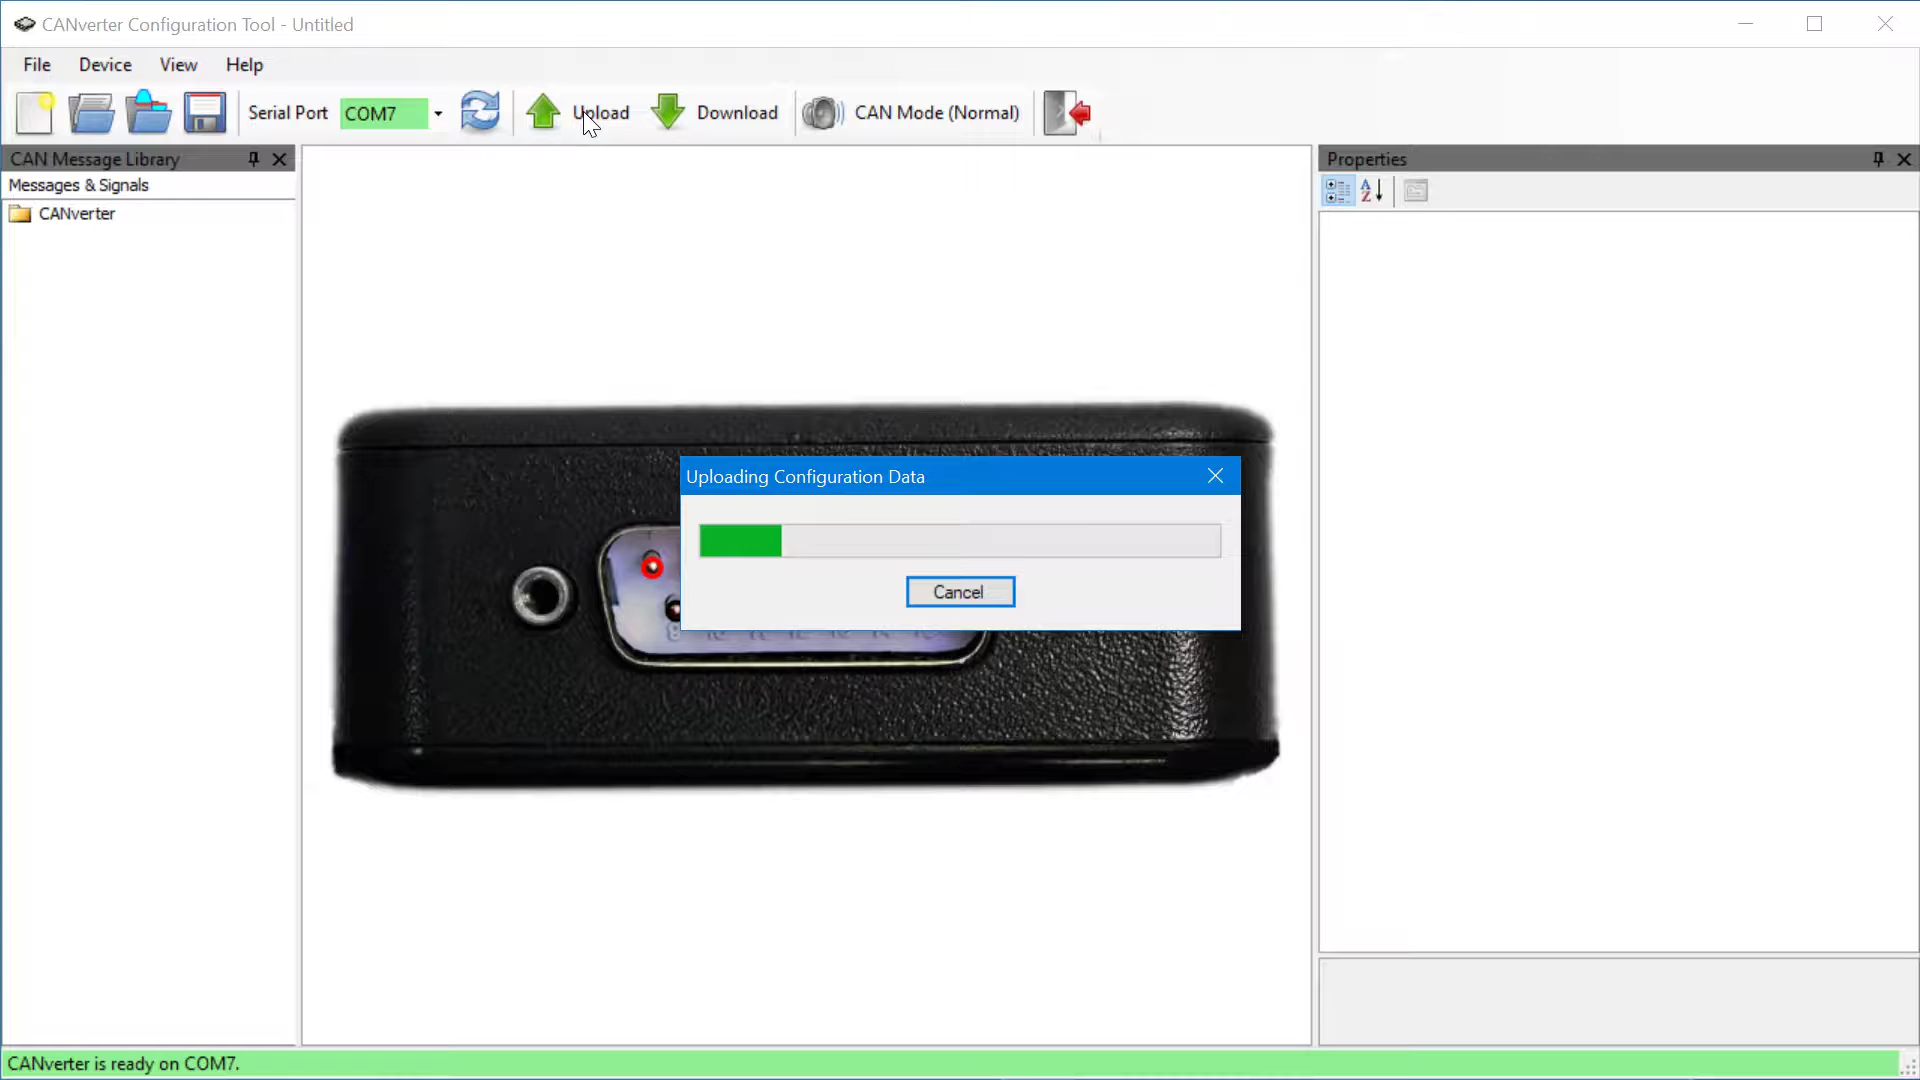 CANverter Configuration Tool - Untitled
File Device View Help
Serial Port COM7 Upload Download CAN Mode (Normal)
CAN Message Library
Messages & Signals
CANverter
Properties
Uploading Configuration Data
Cancel
8
CANverter is ready on COM7.